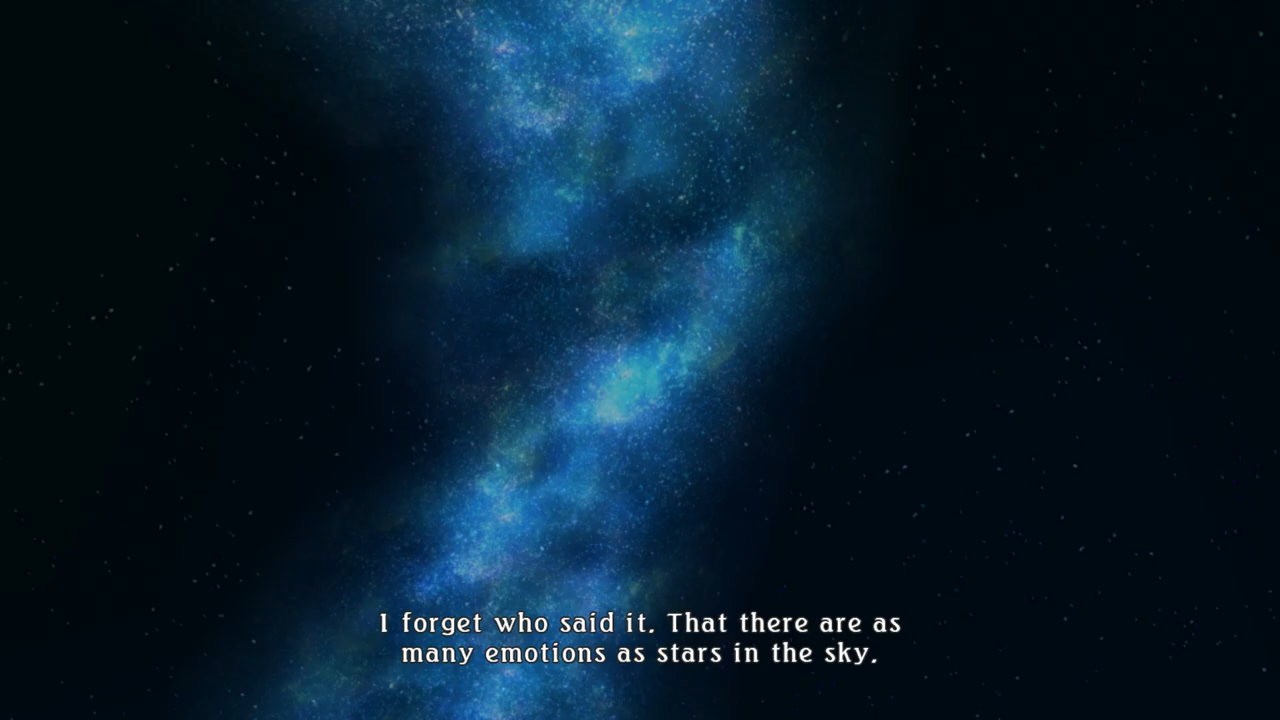 I forget who said it. That there are as
many emotions as stars in the sky.